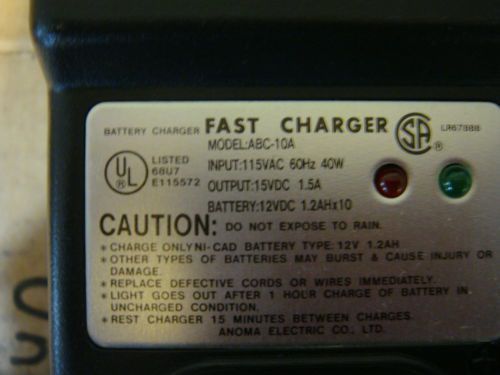 BATTERY CHARGER FAST CHARGER
MODEL:ABC-10A
LR67888
UL
LISTED
68U7
E115572
INPUT:115VAC 60Hz 40W
OUTPUT:15VDC 1.5A
BATTERY:12VDC 1.2AHx10
CAUTION: DO NOT EXPOSE TO RAIN.
* CHARGE ONLY NI-CAD BATTERY TYPE: 12V 1.2AH
* OTHER TYPES OF BATTERIES MAY BURST & CAUSE INJURY OR
DAMAGE.
* REPLACE DEFECTIVE CORDS OR WIRES IMMEDIATELY.
* LIGHT GOES OUT AFTER 1 HOUR CHARGE OF BATTERY IN
UNCHARGED CONDITION.
* REST CHARGER 15 MINUTES BETWEEN CHARGES.
ANOMA ELECTRIC CO., LTD.